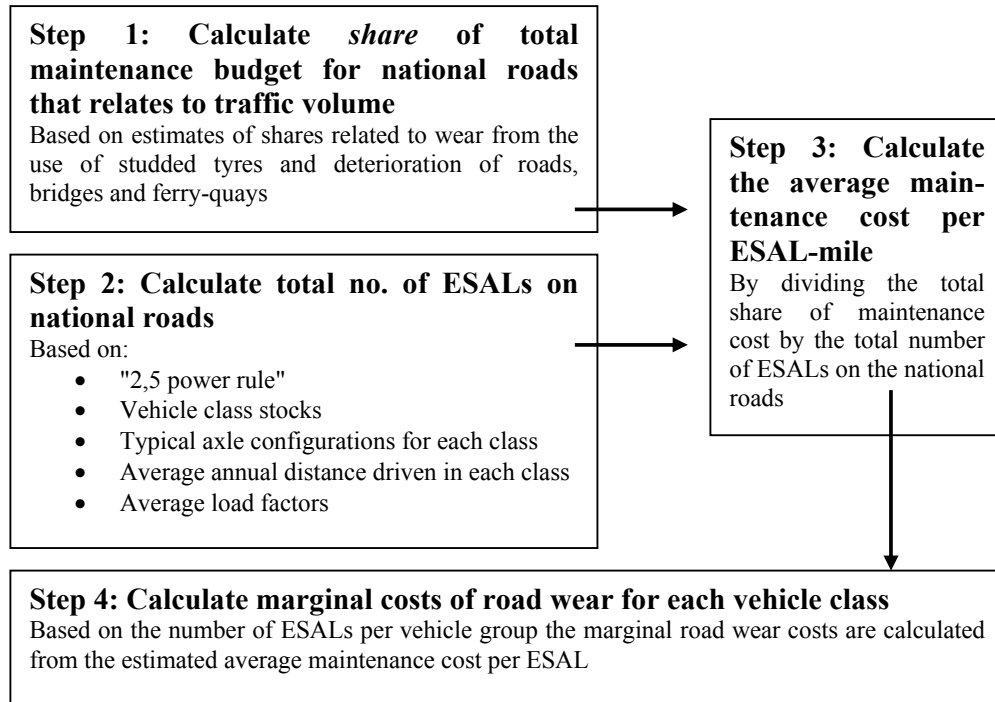 Step 1: Calculate share of total
maintenance budget for national roads
that relates to traffic volume
Based on estimates of shares related to wear from the
use of studded tyres and deterioration of roads,
bridges and ferry-quays
Step 2: Calculate total no. of ESALs on
national roads
Based on:
• "2,5 power rule"
• Vehicle class stocks
• Typical axle configurations for each class
• Average annual distance driven in each class
• Average load factors
Step 3: Calculate
the average main-
tenance cost per
ESAL-mile
By dividing the total
share of maintenance
cost by the total number
of ESALs on the national
roads
Step 4: Calculate marginal costs of road wear for each vehicle class
Based on the number of ESALs per vehicle group the marginal road wear costs are calculated
from the estimated average maintenance cost per ESAL